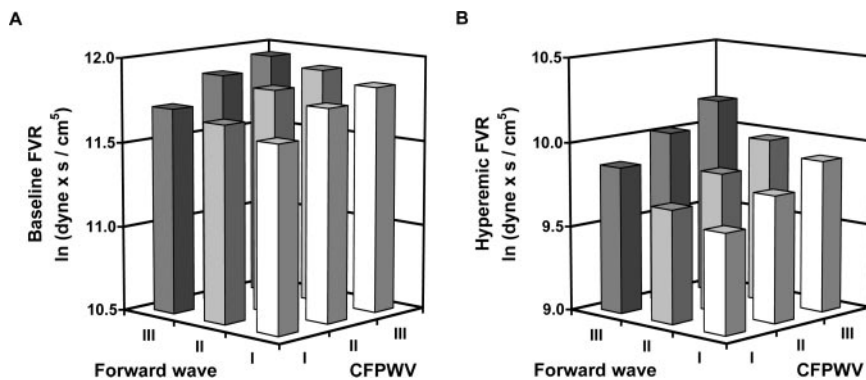 A
Baseline FVR
ln (dyne x s / cm⁵)
12.0
11.5
11.0
10.5
III
II
I
I
II
III
Forward wave
CFPWV
B
Hyperemic FVR
ln (dyne x s / cm⁵)
10.5
10.0
9.5
9.0
III
II
I
I
II
III
Forward wave
CFPWV